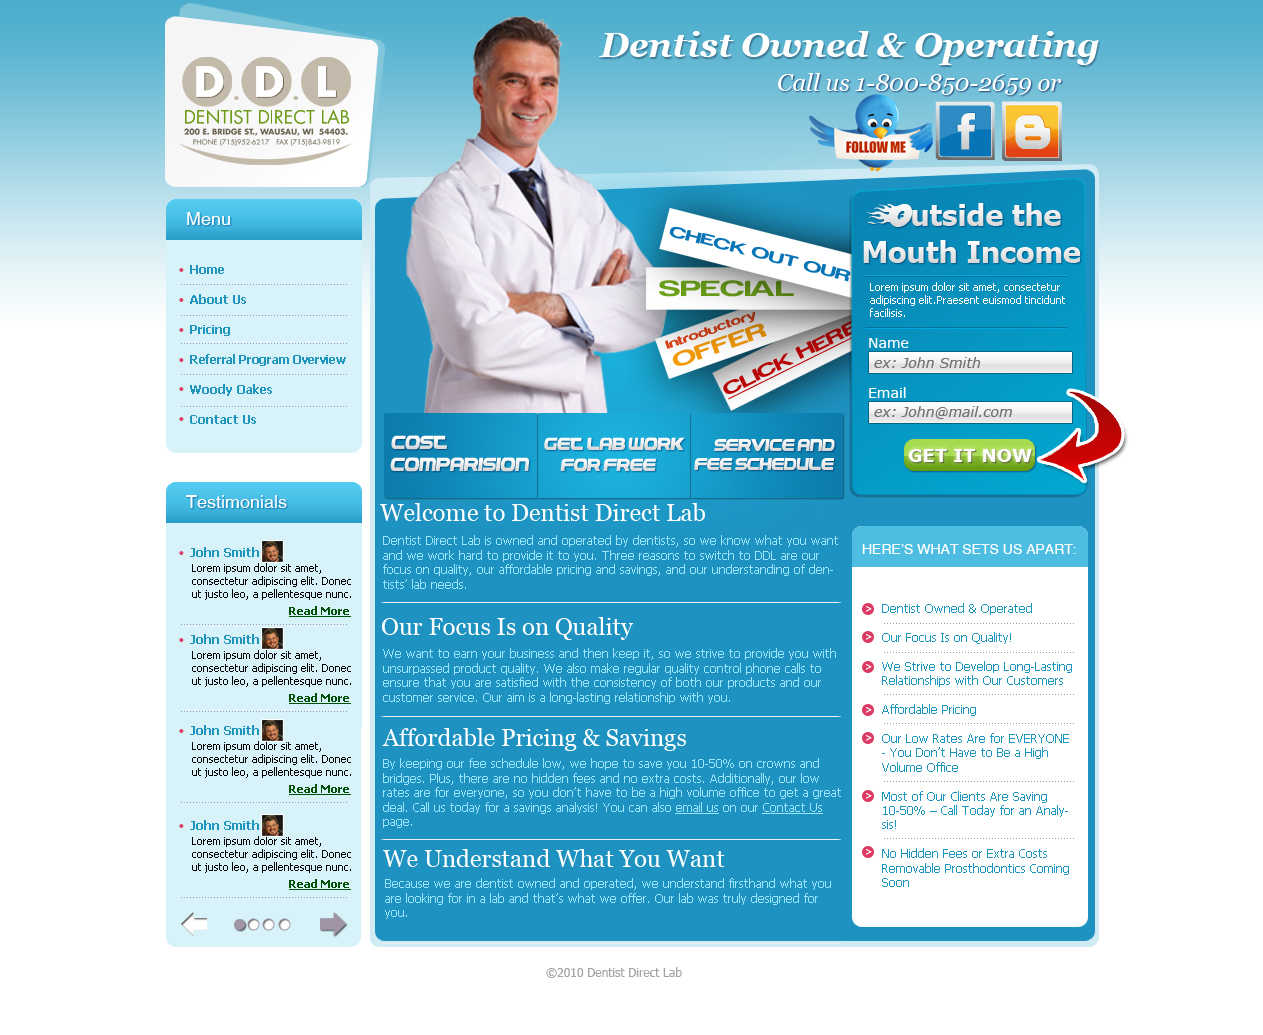 D.D.L
DENTIST DIRECT LAB
200 E. BRIDGE ST., WAUSAU, WI 54403.
PHONE (715)952-6217 FAX (715)843-9819
Dentist Owned & Operating
Call us 1-800-850-2659 or
FOLLOW ME
f
B
Menu
Home
About Us
Pricing
Referral Program Overview
Woody Oakes
Contact Us
Testimonials
John Smith
Lorem ipsum dolor sit amet,
consectetur adipiscing elit. Donec
ut justo leo, a pellentesque nunc.
Read More
John Smith
Lorem ipsum dolor sit amet,
consectetur adipiscing elit. Donec
ut justo leo, a pellentesque nunc.
Read More
John Smith
Lorem ipsum dolor sit amet,
consectetur adipiscing elit. Donec
ut justo leo, a pellentesque nunc.
Read More
John Smith
Lorem ipsum dolor sit amet,
consectetur adipiscing elit. Donec
ut justo leo, a pellentesque nunc.
Read More
CHECK OUT OUR
SPECIAL
Introductory
OFFER
CLICK HERE
COST
COMPARISION
GET LAB WORK
FOR FREE
SERVICE AND
FEE SCHEDULE
Welcome to Dentist Direct Lab
Dentist Direct Lab is owned and operated by dentists, so we know what you want
and we work hard to provide it to you. Three reasons to switch to DDL are our
focus on quality, our affordable pricing and savings, and our understanding of den-
tists' lab needs.
Our Focus Is on Quality
We want to earn your business and then keep it, so we strive to provide you with
unsurpassed product quality. We also make regular quality control phone calls to
ensure that you are satisfied with the consistency of both our products and our
customer service. Our aim is a long-lasting relationship with you.
Affordable Pricing & Savings
By keeping our fee schedule low, we hope to save you 10-50% on crowns and
bridges. Plus, there are no hidden fees and no extra costs. Additionally, our low
rates are for everyone, so you don't have to be a high volume office to get a great
deal. Call us today for a savings analysis! You can also email us on our Contact Us
page.
We Understand What You Want
Because we are dentist owned and operated, we understand firsthand what you
are looking for in a lab and that's what we offer. Our lab was truly designed for
you.
Outside the
Mouth Income
Lorem ipsum dolor sit amet, consectetur
adipiscing elit.Praesent euismod tincidunt
facilisis.
Name
ex: John Smith
Email
ex: John@mail.com
GET IT NOW
HERE'S WHAT SETS US APART:
Dentist Owned & Operated
Our Focus Is on Quality!
We Strive to Develop Long-Lasting
Relationships with Our Customers
Affordable Pricing
Our Low Rates Are for EVERYONE
- You Don't Have to Be a High
Volume Office
Most of Our Clients Are Saving
10-50% – Call Today for an Analy-
sis!
No Hidden Fees or Extra Costs
Removable Prosthodontics Coming
Soon
©2010 Dentist Direct Lab